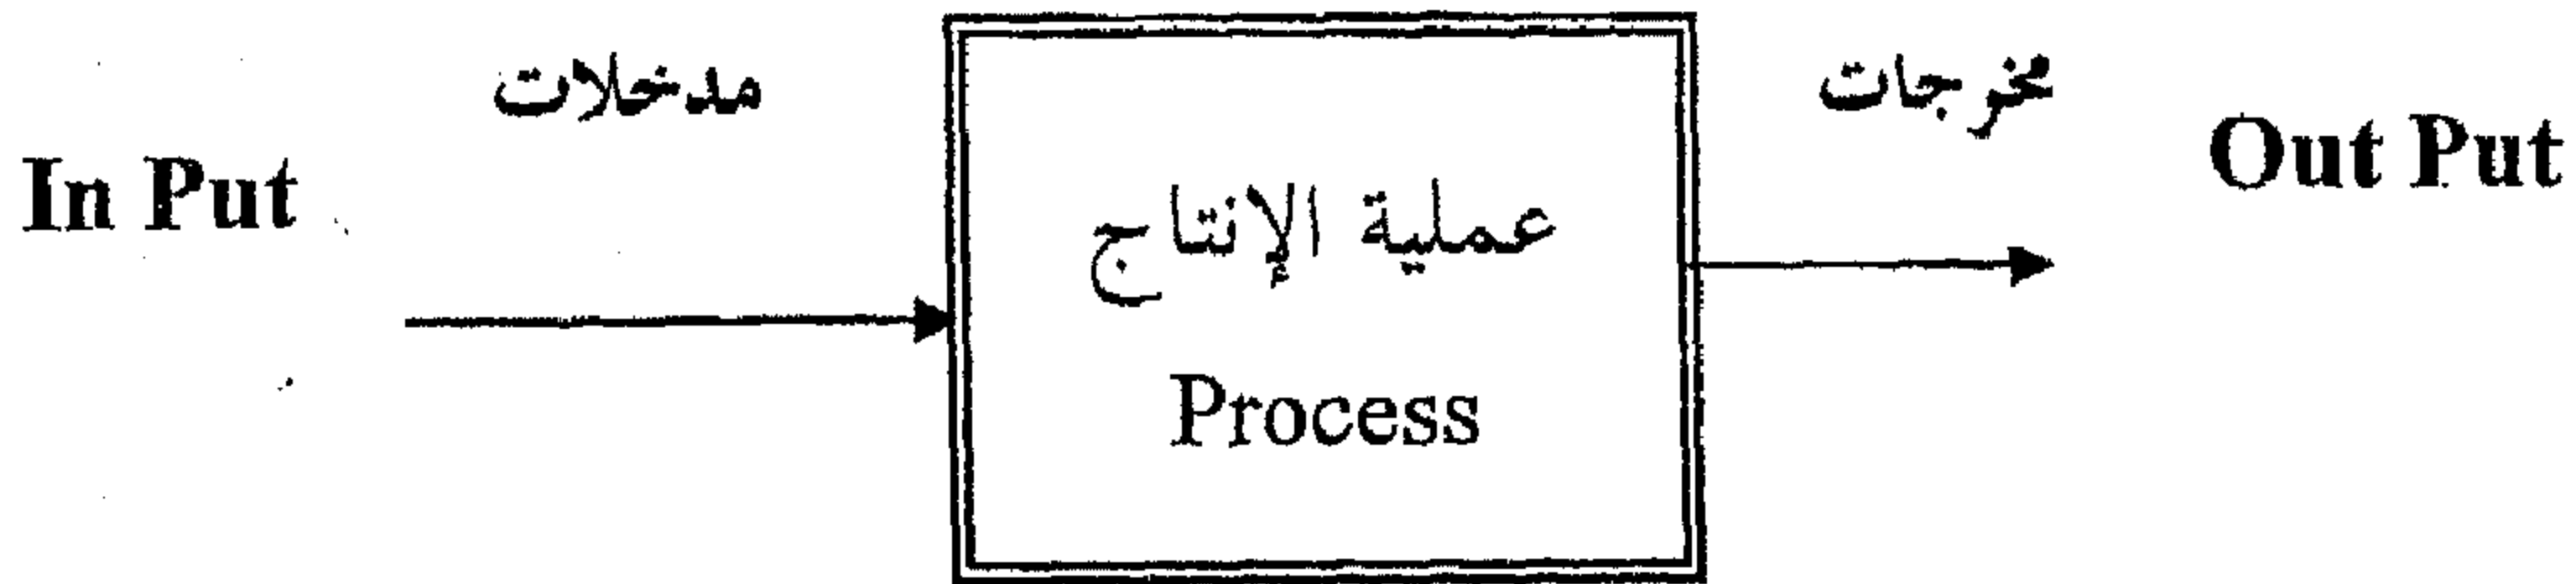 In Put
مدخلات
عملية الإنتاج
Process
مخرجات
Out Put